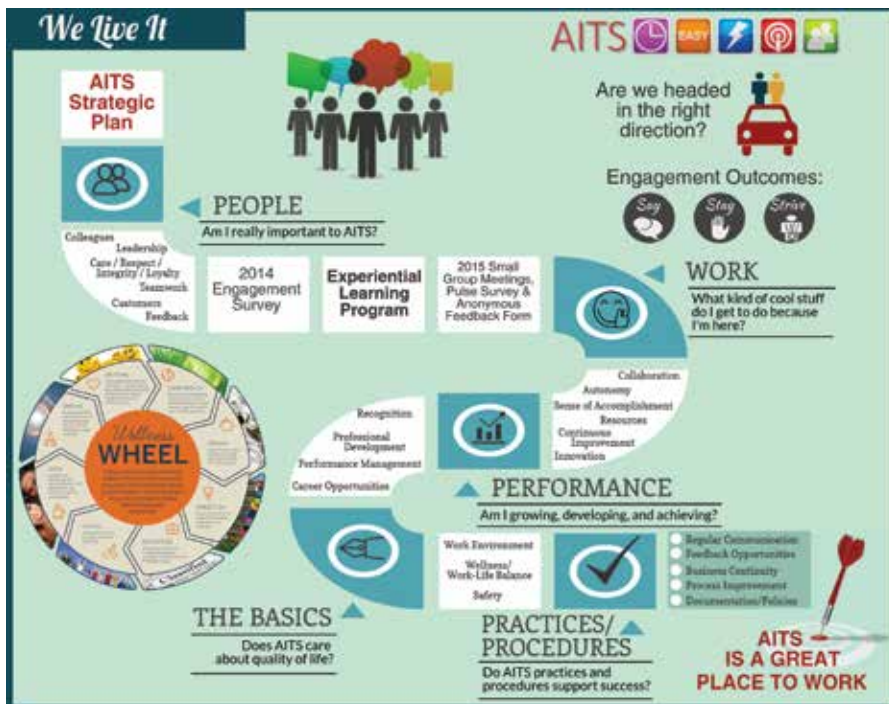 We Live It
AITS
EASY
AITS
Strategic
Plan
Are we headed
in the right
direction?
Engagement Outcomes:
Say
Stay
Strive
PEOPLE
Am I really important to AITS?
Colleagues
Leadership
Care / Respect /
Integrity / Loyalty
Teamwork
Customers
Feedback
2014
Engagement
Survey
Experiential
Learning
Program
2015 Small
Group Meetings,
Pulse Survey &
Anonymous
Feedback Form
WORK
What kind of cool stuff
do I get to do because
I'm here?
Collaboration
Autonomy
Sense of Accomplishment
Resources
Continuous
Improvement
Innovation
Recognition
Professional
Development
Performance Management
Career Opportunities
PERFORMANCE
Am I growing, developing, and achieving?
Wellness
WHEEL
THE BASICS
Does AITS care
about quality of life?
Work Environment
Wellness/
Work-Life Balance
Safety
PRACTICES/
PROCEDURES
Do AITS practices and
procedures support success?
Regular Communication
Feedback Opportunities
Business Continuity
Process Improvement
Documentation/Policies
AITS
IS A GREAT
PLACE TO WORK